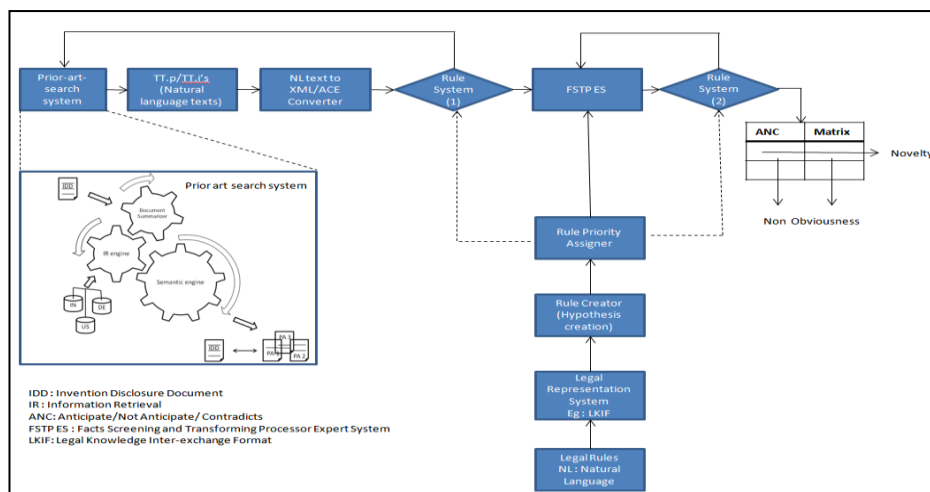 Prior-art-
search
system
TT.p/TT.i's
(Natural
language texts)
NL text to
XML/ACE
Converter
Rule
System
(1)
FSTP ES
Rule
System
(2)
ANC Matrix
Novelty
Non Obviousness
Prior art search system
IDD
Document
Summarizer
IR engine
Semantic engine
IN
DE
US
IDD
PA 3
PA 1
PA 2
Rule Priority
Assigner
Rule Creator
(Hypothesis
creation)
Legal
Representation
System
Eg : LKIF
Legal Rules
NL : Natural
Language
IDD : Invention Disclosure Document
IR : Information Retrieval
ANC: Anticipate/Not Anticipate/ Contradicts
FSTP ES : Facts Screening and Transforming Processor Expert System
LKIF: Legal Knowledge Inter-exchange Format